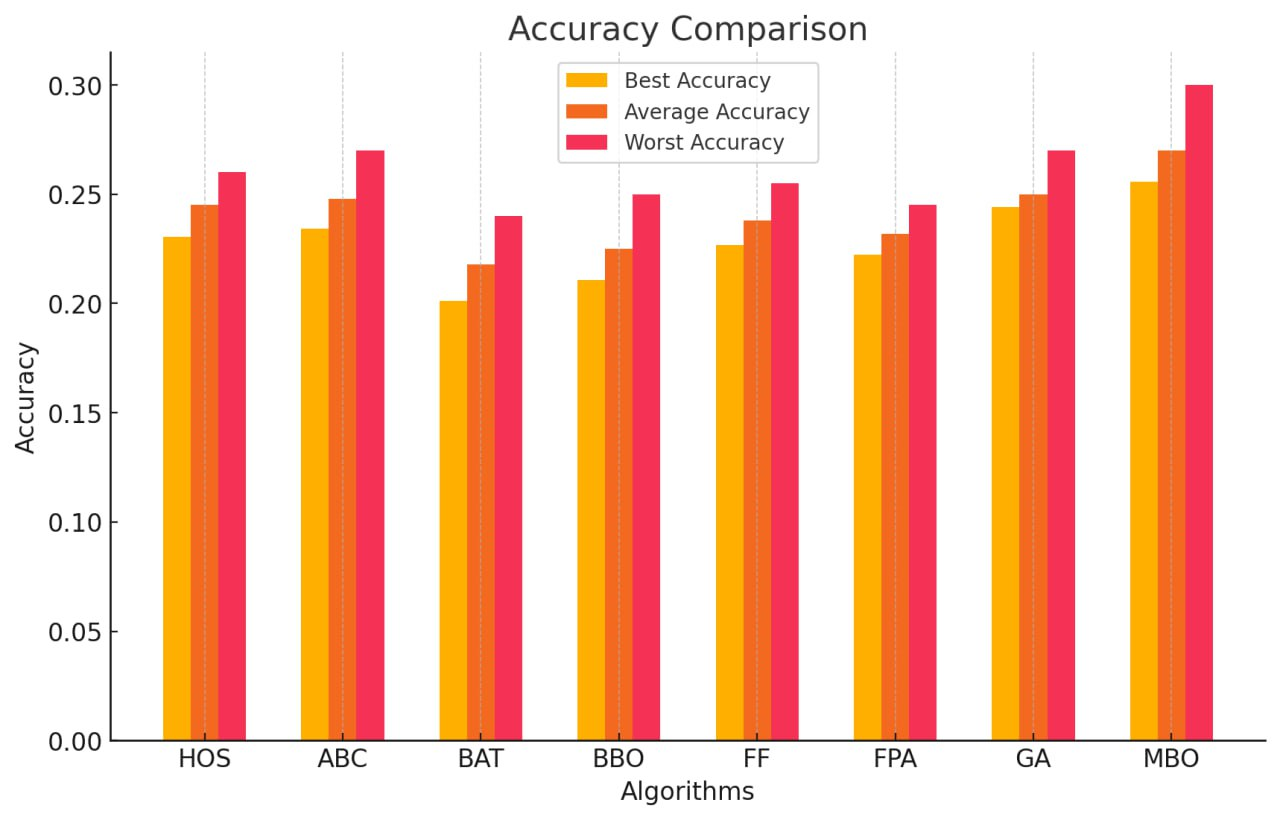 Accuracy Comparison
Best Accuracy
Average Accuracy
Worst Accuracy
0.30
0.25
0.20
0.15
0.10
0.05
0.00
Accuracy
HOS ABC BAT BBO FF FPA GA MBO
Algorithms